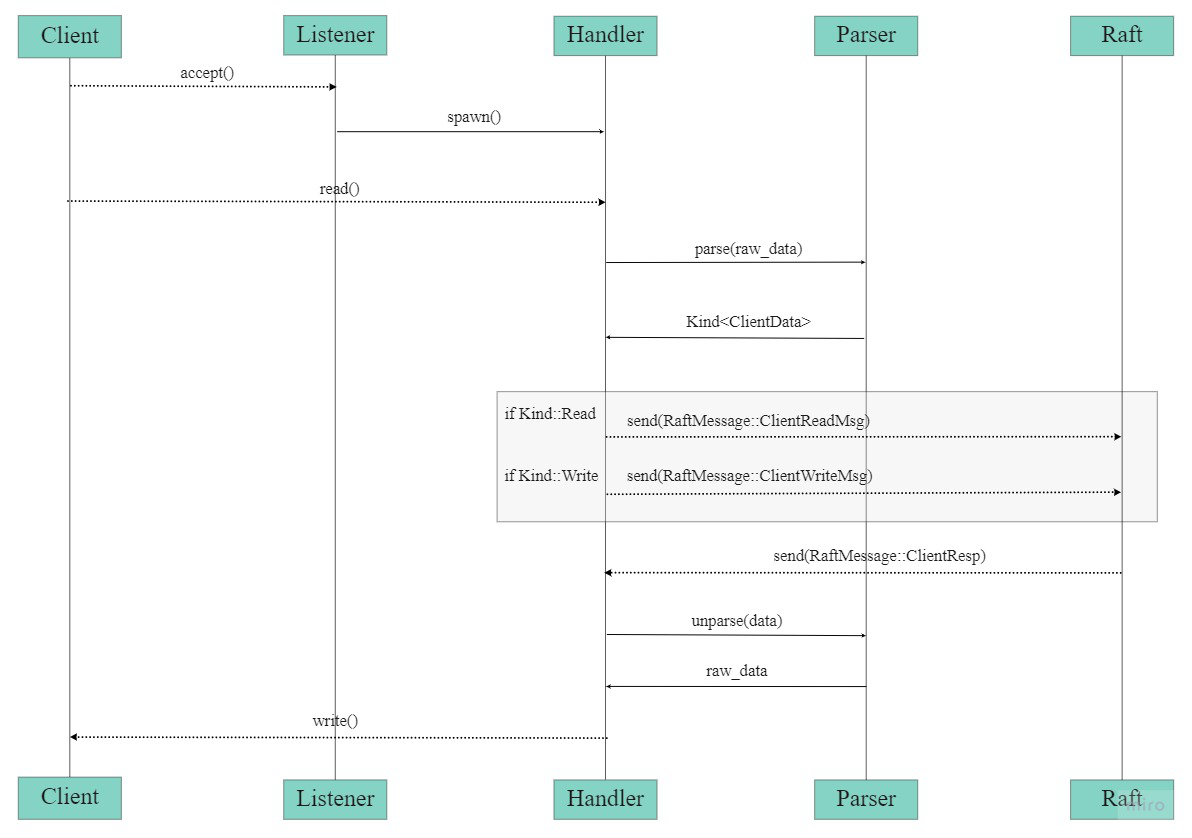 Client
Listener
Handler
Parser
Raft
accept()
spawn()
read()
parse(raw_data)
Kind<ClientData>
if Kind::Read
send(RaftMessage::ClientReadMsg)
if Kind::Write
send(RaftMessage::ClientWriteMsg)
send(RaftMessage::ClientResp)
unparse(data)
raw_data
write()
Client
Listener
Handler
Parser
Raft
miro